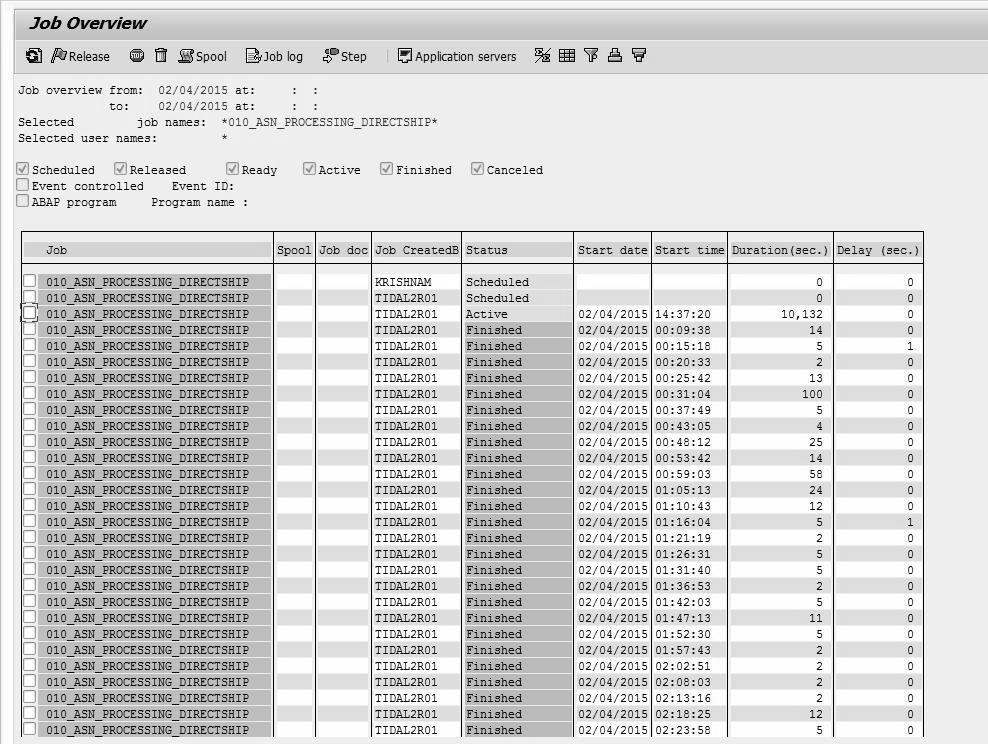 Job Overview
Release Spool Job log Step Application servers
Job overview from: 02/04/2015 at: : :
to: 02/04/2015 at: : :
Selected job names: *010_ASN_PROCESSING_DIRECTSHIP*
Selected user names: *
Scheduled Released Ready Active Finished Canceled
Event controlled Event ID:
ABAP program Program name :
Job Spool Job doc Job CreatedB Status Start date Start time Duration(sec.) Delay (sec.)
010_ASN_PROCESSING_DIRECTSHIP KRISHNAM Scheduled 0 0
010_ASN_PROCESSING_DIRECTSHIP TIDAL2R01 Scheduled 0 0
010_ASN_PROCESSING_DIRECTSHIP TIDAL2R01 Active 02/04/2015 14:37:20 10,132 0
010_ASN_PROCESSING_DIRECTSHIP TIDAL2R01 Finished 02/04/2015 00:09:38 14 0
010_ASN_PROCESSING_DIRECTSHIP TIDAL2R01 Finished 02/04/2015 00:15:18 5 1
010_ASN_PROCESSING_DIRECTSHIP TIDAL2R01 Finished 02/04/2015 00:20:33 2 0
010_ASN_PROCESSING_DIRECTSHIP TIDAL2R01 Finished 02/04/2015 00:25:42 13 0
010_ASN_PROCESSING_DIRECTSHIP TIDAL2R01 Finished 02/04/2015 00:31:04 100 0
010_ASN_PROCESSING_DIRECTSHIP TIDAL2R01 Finished 02/04/2015 00:37:49 5 0
010_ASN_PROCESSING_DIRECTSHIP TIDAL2R01 Finished 02/04/2015 00:43:05 4 0
010_ASN_PROCESSING_DIRECTSHIP TIDAL2R01 Finished 02/04/2015 00:48:12 25 0
010_ASN_PROCESSING_DIRECTSHIP TIDAL2R01 Finished 02/04/2015 00:53:42 14 0
010_ASN_PROCESSING_DIRECTSHIP TIDAL2R01 Finished 02/04/2015 00:59:03 58 0
010_ASN_PROCESSING_DIRECTSHIP TIDAL2R01 Finished 02/04/2015 01:05:13 24 0
010_ASN_PROCESSING_DIRECTSHIP TIDAL2R01 Finished 02/04/2015 01:10:43 12 0
010_ASN_PROCESSING_DIRECTSHIP TIDAL2R01 Finished 02/04/2015 01:16:04 5 1
010_ASN_PROCESSING_DIRECTSHIP TIDAL2R01 Finished 02/04/2015 01:21:19 2 0
010_ASN_PROCESSING_DIRECTSHIP TIDAL2R01 Finished 02/04/2015 01:26:31 5 0
010_ASN_PROCESSING_DIRECTSHIP TIDAL2R01 Finished 02/04/2015 01:31:40 5 0
010_ASN_PROCESSING_DIRECTSHIP TIDAL2R01 Finished 02/04/2015 01:36:53 2 0
010_ASN_PROCESSING_DIRECTSHIP TIDAL2R01 Finished 02/04/2015 01:42:03 5 0
010_ASN_PROCESSING_DIRECTSHIP TIDAL2R01 Finished 02/04/2015 01:47:13 11 0
010_ASN_PROCESSING_DIRECTSHIP TIDAL2R01 Finished 02/04/2015 01:52:30 5 0
010_ASN_PROCESSING_DIRECTSHIP TIDAL2R01 Finished 02/04/2015 01:57:43 2 0
010_ASN_PROCESSING_DIRECTSHIP TIDAL2R01 Finished 02/04/2015 02:02:51 2 0
010_ASN_PROCESSING_DIRECTSHIP TIDAL2R01 Finished 02/04/2015 02:08:03 2 0
010_ASN_PROCESSING_DIRECTSHIP TIDAL2R01 Finished 02/04/2015 02:13:16 2 0
010_ASN_PROCESSING_DIRECTSHIP TIDAL2R01 Finished 02/04/2015 02:18:25 12 0
010_ASN_PROCESSING_DIRECTSHIP TIDAL2R01 Finished 02/04/2015 02:23:58 5 0